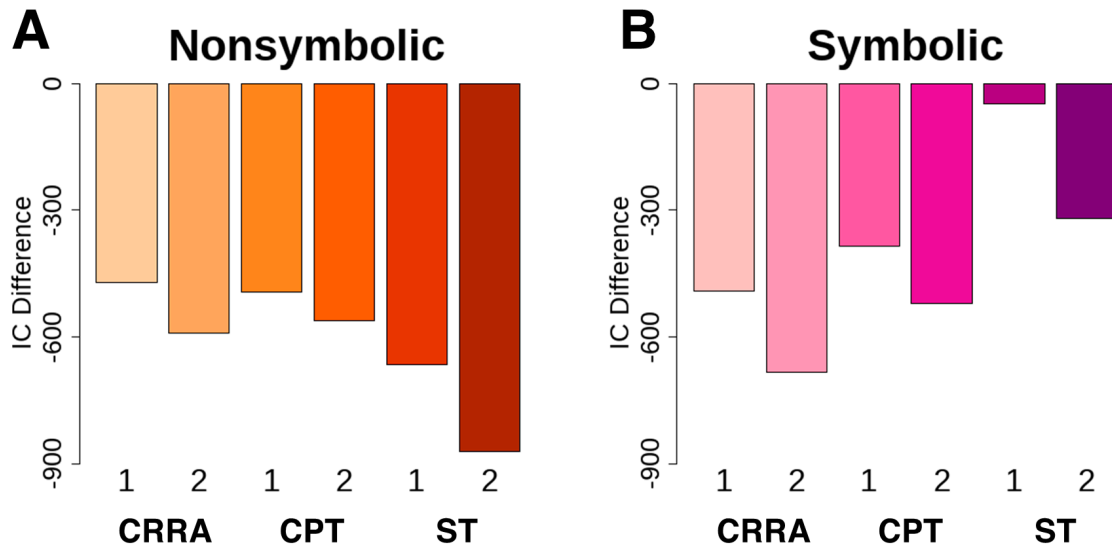 A
Nonsymbolic
IC Difference
0
-300
-600
-900
1 2 1 2 1 2
CRRA CPT ST
B
Symbolic
IC Difference
0
-300
-600
-900
1 2 1 2 1 2
CRRA CPT ST